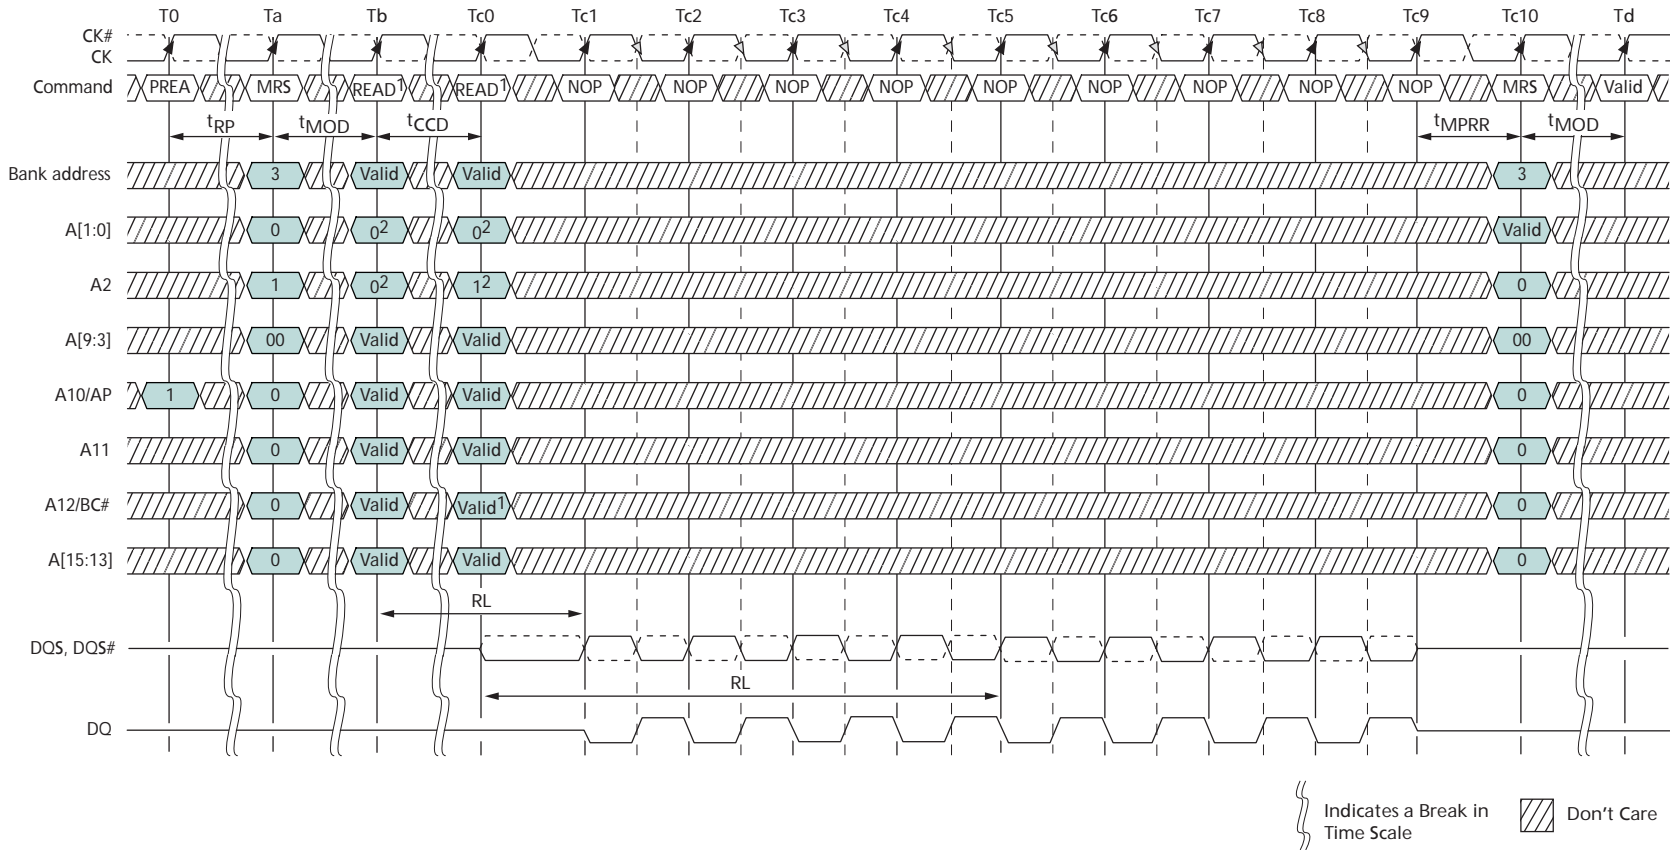 T0 Ta Tb Tc0 Tc1 Tc2 Tc3 Tc4 Tc5 Tc6 Tc7 Tc8 Tc9 Tc10 Td
CK#
CK
Command PREA MRS READ1 READ1 NOP NOP NOP NOP NOP NOP NOP NOP NOP MRS Valid
tRP tMOD tCCD tMPRR tMOD
Bank address 3 Valid Valid 3
A[1:0] 0 02 02 Valid
A2 1 02 12 0
A[9:3] 00 Valid Valid 00
A10/AP 1 0 Valid Valid 0
A11 0 Valid Valid 0
A12/BC# 0 Valid Valid1 0
A[15:13] 0 Valid Valid 0
RL
DQS, DQS#
RL
DQ
Indicates a Break in
Time Scale
Don't Care